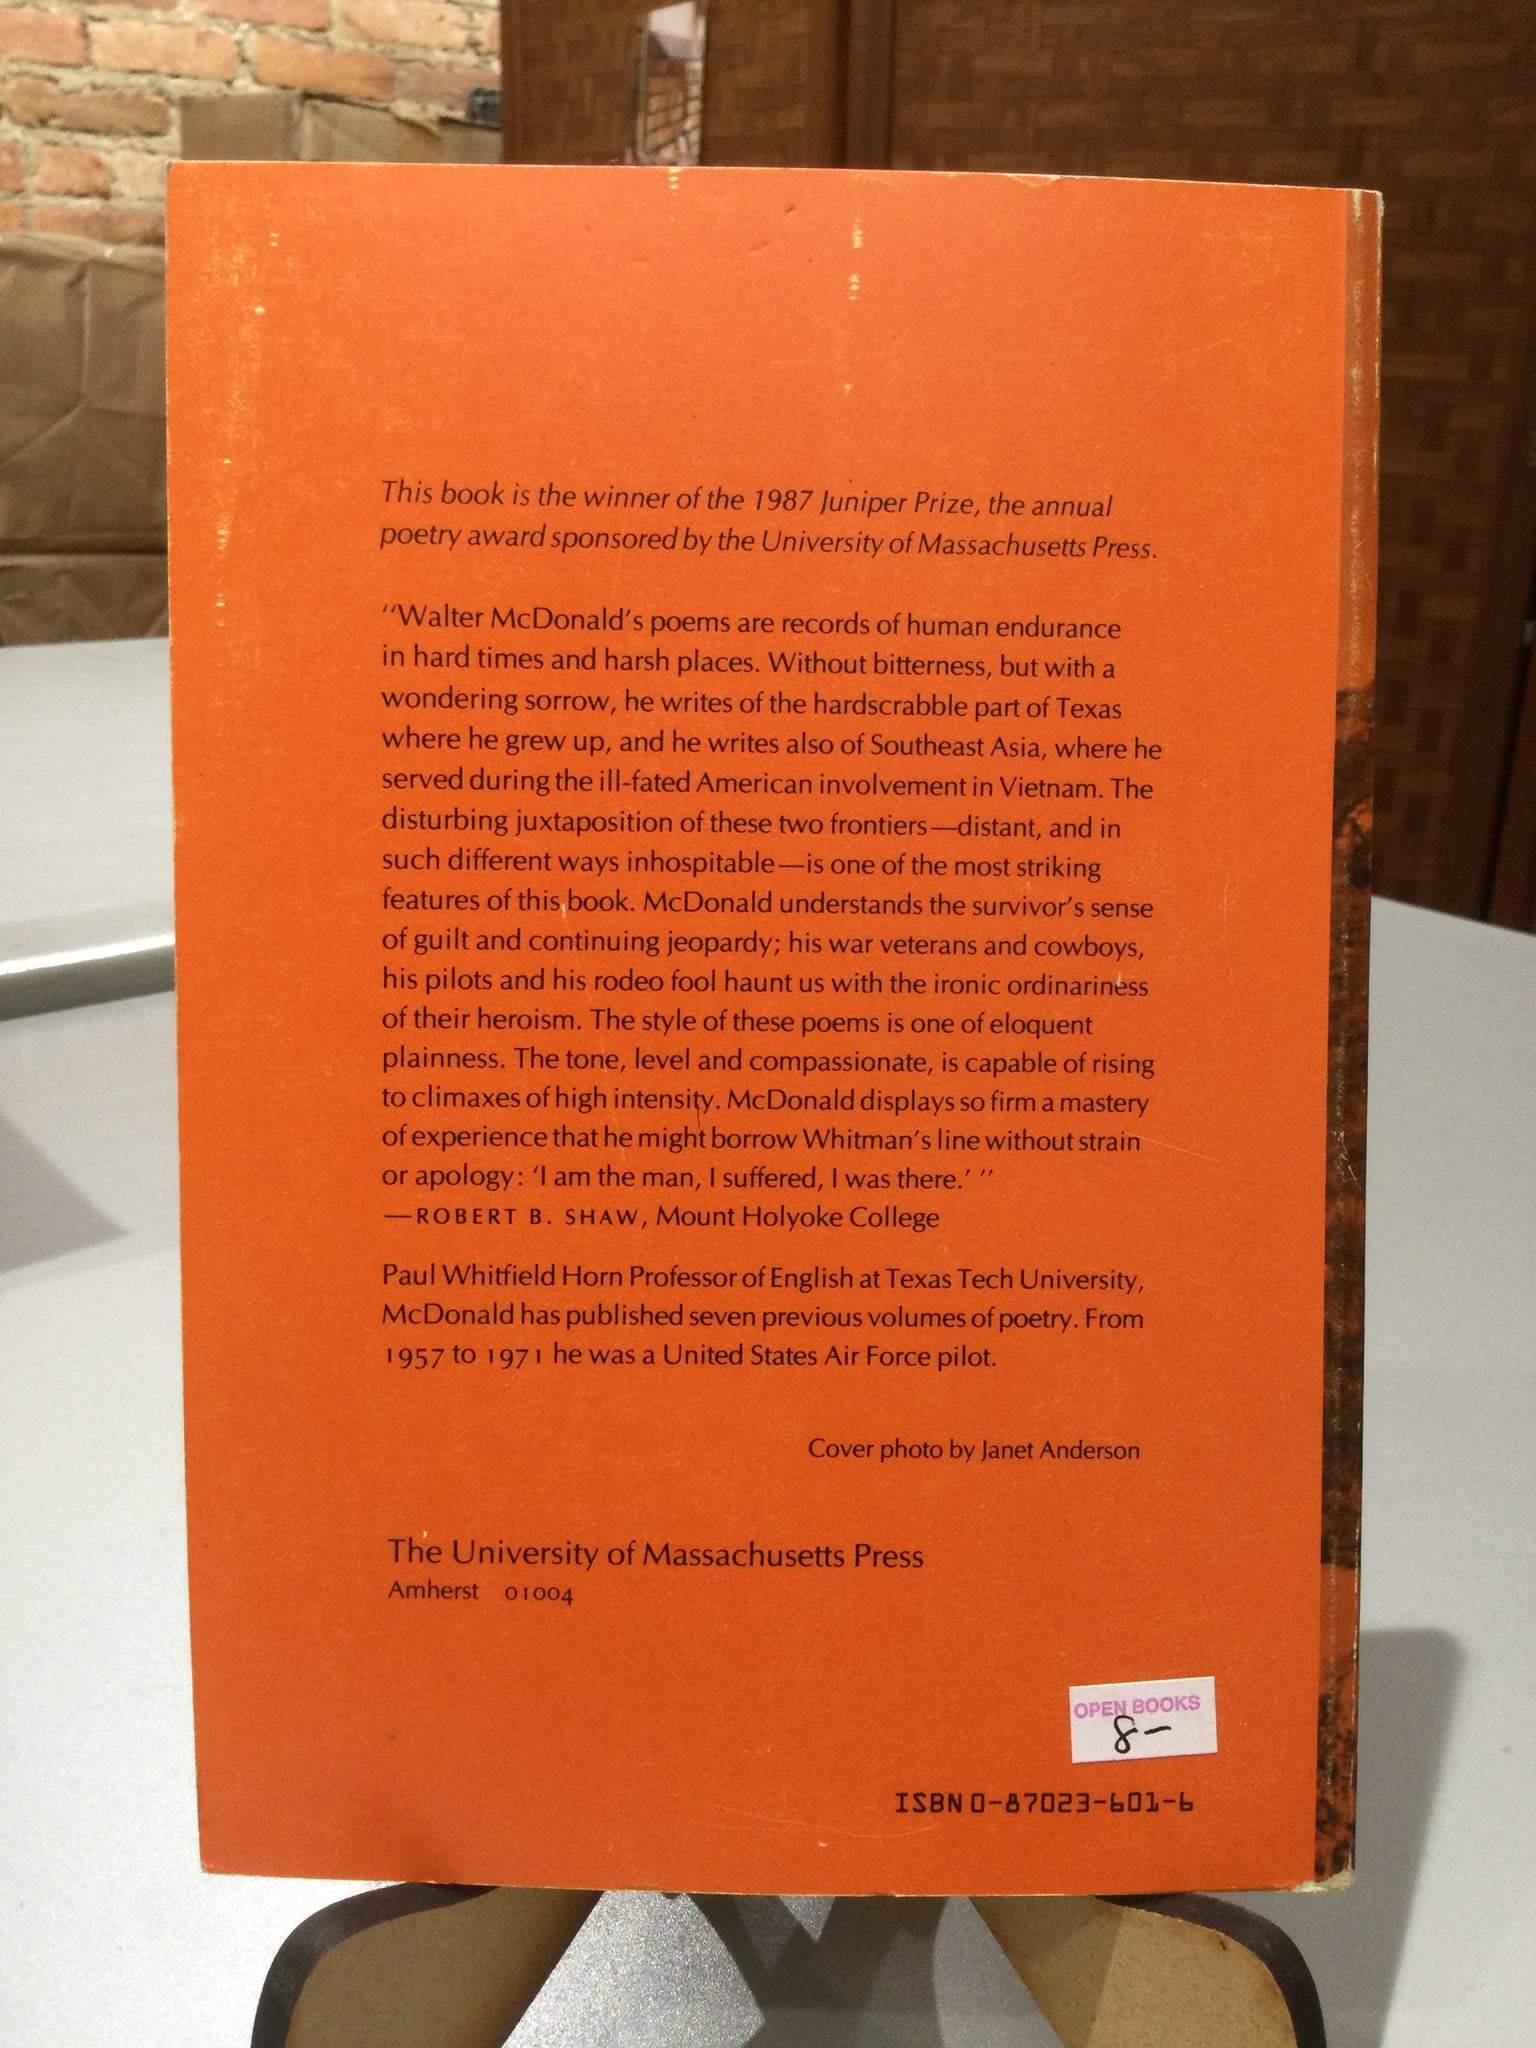 This book is the winner of the 1987 Juniper Prize, the annual
poetry award sponsored by the University of Massachusetts Press.
"Walter McDonald's poems are records of human endurance
in hard times and harsh places. Without bitterness, but with a
wondering sorrow, he writes of the hardscrabble part of Texas
where he grew up, and he writes also of Southeast Asia, where he
served during the ill-fated American involvement in Vietnam. The
disturbing juxtaposition of these two frontiers—distant, and in
such different ways inhospitable—is one of the most striking
features of this book. McDonald understands the survivor's sense
of guilt and continuing jeopardy; his war veterans and cowboys,
his pilots and his rodeo fool haunt us with the ironic ordinariness
of their heroism. The style of these poems is one of eloquent
plainness. The tone, level and compassionate, is capable of rising
to climaxes of high intensity. McDonald displays so firm a mastery
of experience that he might borrow Whitman's line without strain
or apology: 'I am the man, I suffered, I was there.' "
—ROBERT B. SHAW, Mount Holyoke College
Paul Whitfield Horn Professor of English at Texas Tech University,
McDonald has published seven previous volumes of poetry. From
1957 to 1971 he was a United States Air Force pilot.
Cover photo by Janet Anderson
The University of Massachusetts Press
Amherst 01004
OPEN BOOKS
8—
ISBN 0-87023-601-6